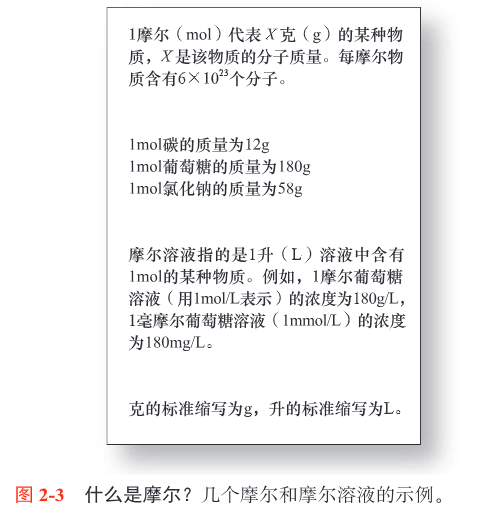 1摩尔（mol）代表X克（g）的某种物
质，X是该物质的分子质量。每摩尔物
质含有6×10²³个分子。
1mol碳的质量为12g
1mol葡萄糖的质量为180g
1mol氯化钠的质量为58g
摩尔溶液指的是1升（L）溶液中含有
1mol的某种物质。例如，1摩尔葡萄糖
溶液（用1mol/L表示）的浓度为180g/L，
1毫摩尔葡萄糖溶液（1mmol/L）的浓度
为180mg/L。
克的标准缩写为g，升的标准缩写为L。
图 2-3 什么是摩尔？几个摩尔和摩尔溶液的示例。